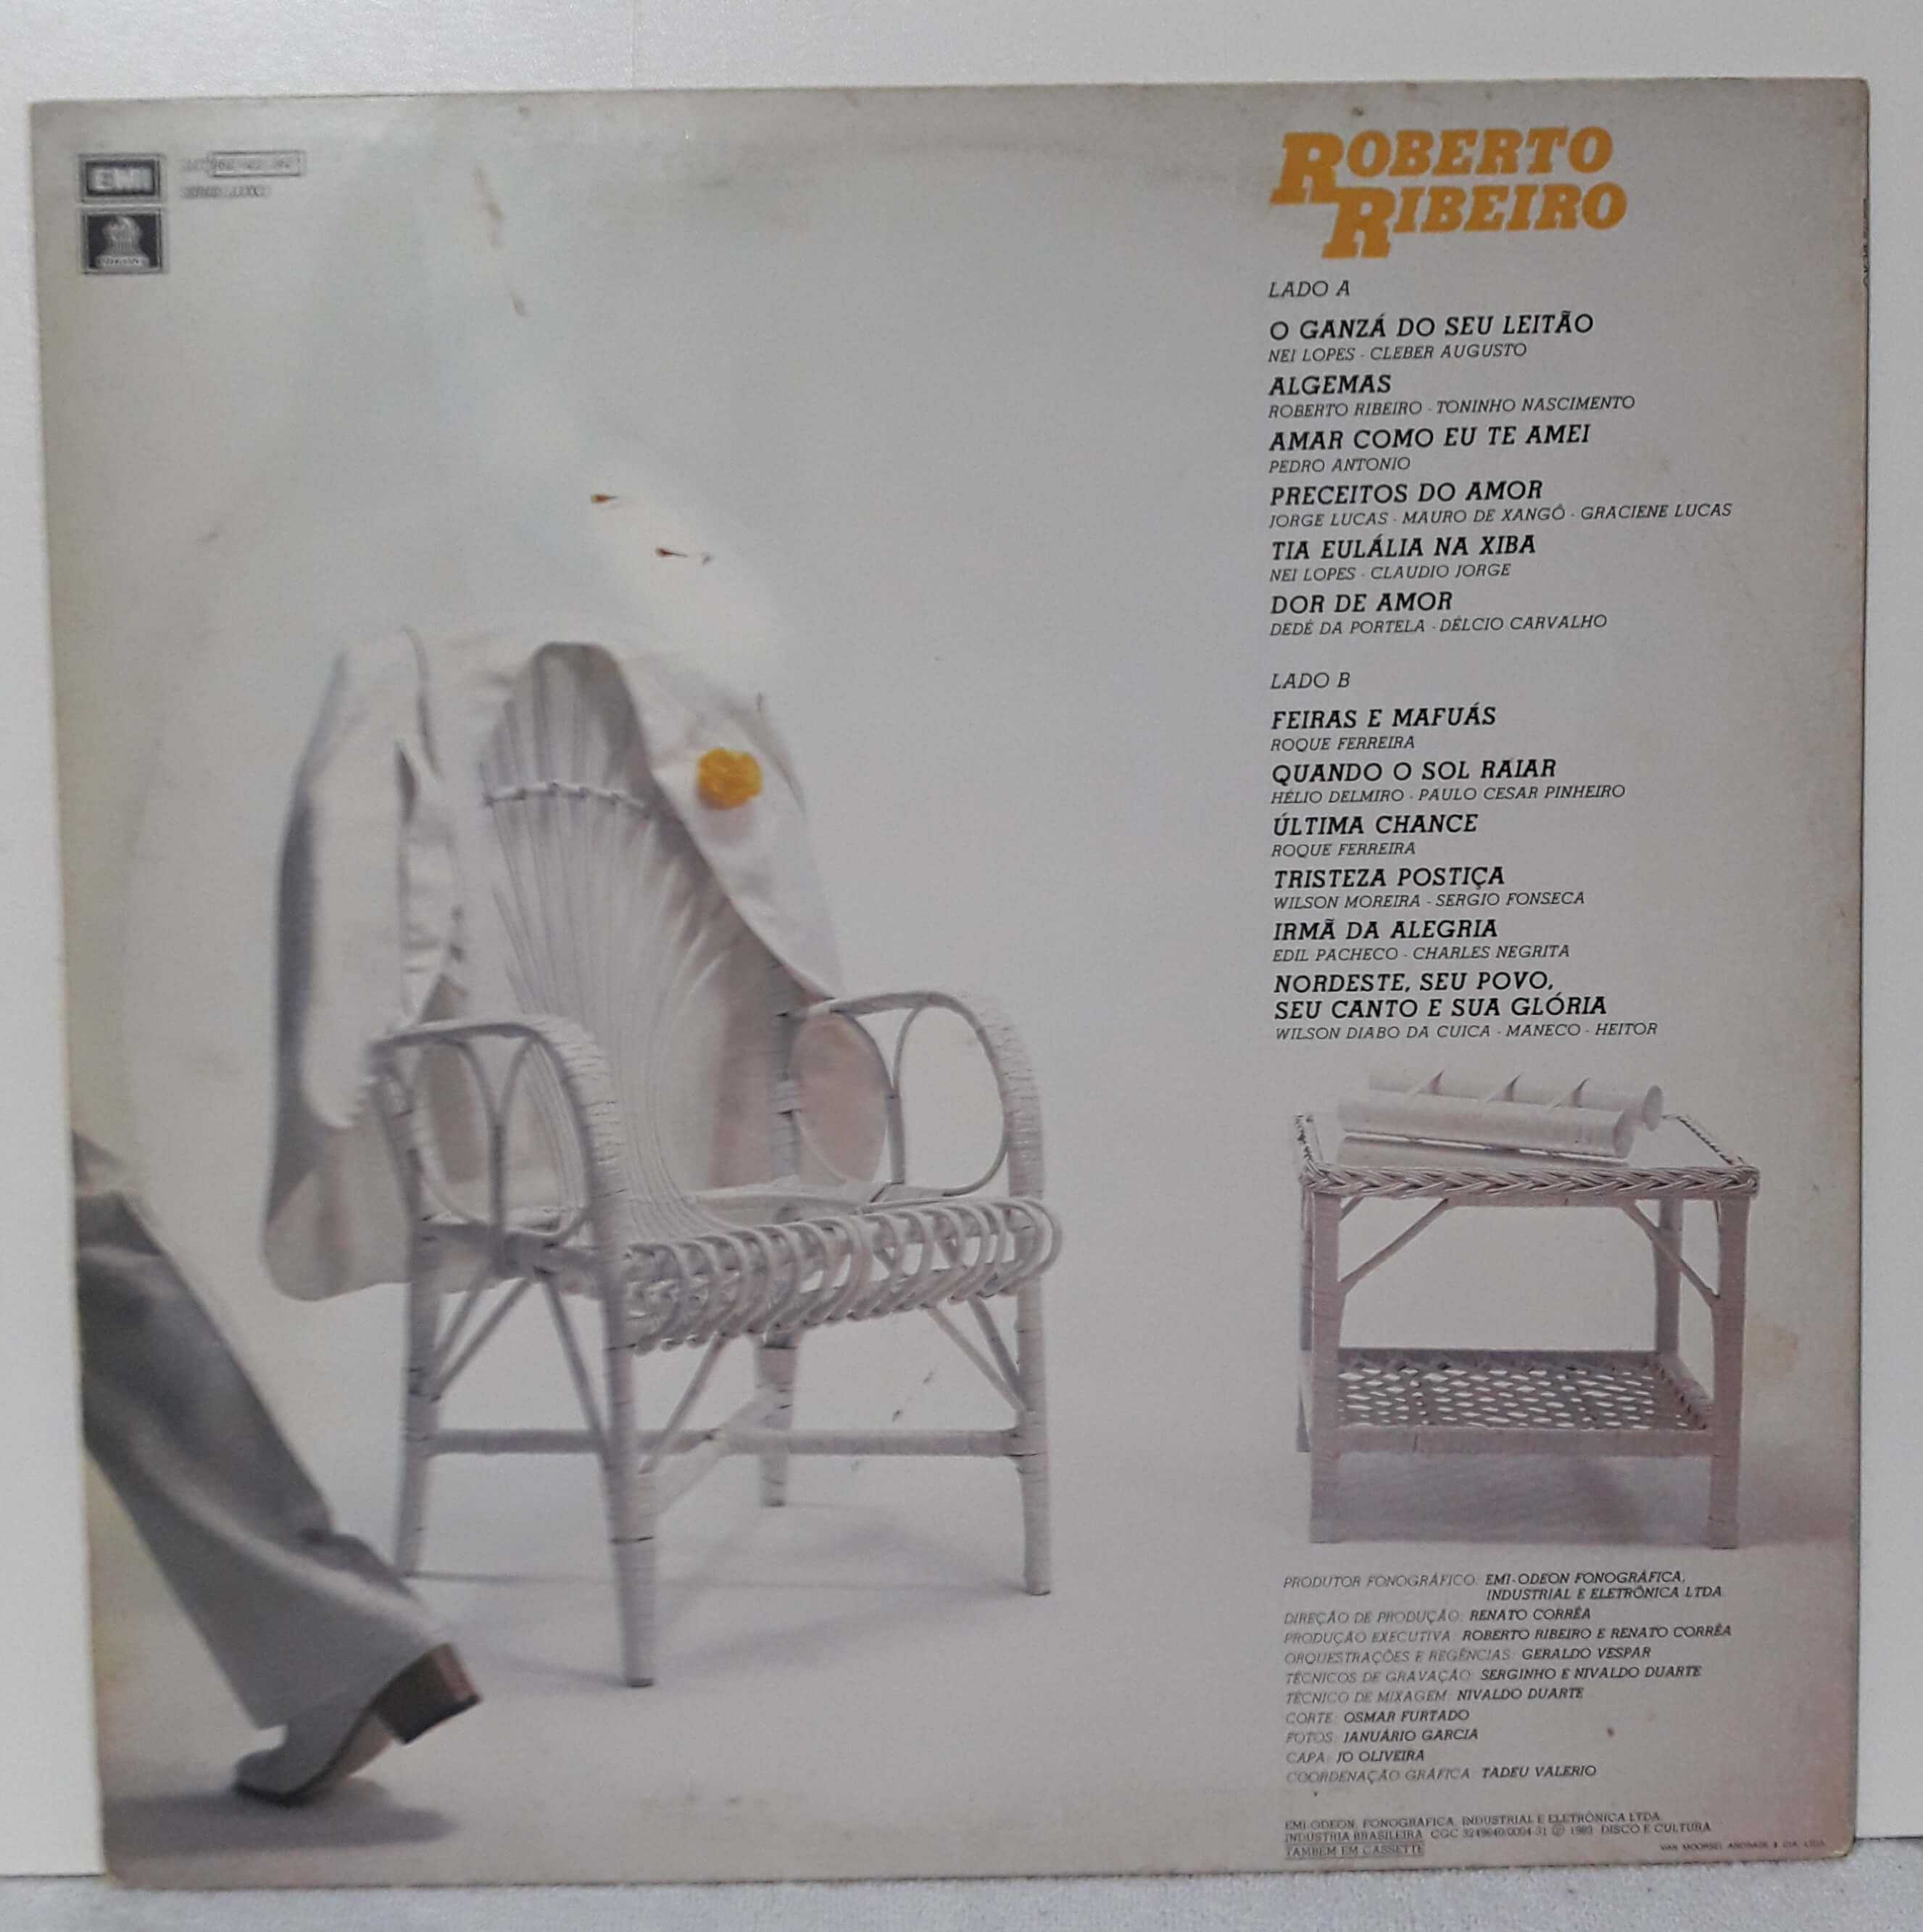 EMI
ROBERTO
RIBEIRO
LADO A
O GANZÁ DO SEU LEITÃO
NEI LOPES - CLEBER AUGUSTO
ALGEMAS
ROBERTO RIBEIRO - TONINHO NASCIMENTO
AMAR COMO EU TE AMEI
PEDRO ANTONIO
PRECEITOS DO AMOR
JORGE LUCAS - MAURO DE XANGÔ - GRACIENE LUCAS
TIA EULÁLIA NA XIBA
NEI LOPES - CLAUDIO JORGE
DOR DE AMOR
DEDÉ DA PORTELA - DÉLCIO CARVALHO
LADO B
FEIRAS E MAFUÁS
ROQUE FERREIRA
QUANDO O SOL RAIAR
HÉLIO DELMIRO - PAULO CESAR PINHEIRO
ÚLTIMA CHANCE
ROQUE FERREIRA
TRISTEZA POSTIÇA
WILSON MOREIRA - SERGIO FONSECA
IRMÃ DA ALEGRIA
EDIL PACHECO - CHARLES NEGRITA
NORDESTE, SEU POVO,
SEU CANTO E SUA GLÓRIA
WILSON DIABO DA CUICA - MANECO - HEITOR
PRODUTOR FONOGRÁFICO: EMI-ODEON FONOGRÁFICA,
INDUSTRIAL E ELETRÔNICA LTDA.
DIREÇÃO DE PRODUÇÃO: RENATO CORRÊA
PRODUÇÃO EXECUTIVA: ROBERTO RIBEIRO E RENATO CORRÊA
ORQUESTRAÇÕES E REGÊNCIAS: GERALDO VESPAR
TÉCNICOS DE GRAVAÇÃO: SERGINHO E NIVALDO DUARTE
TÉCNICO DE MIXAGEM: NIVALDO DUARTE
CORTE: OSMAR FURTADO
FOTOS: JANUÁRIO GARCIA
CAPA: JO OLIVEIRA
COORDENAÇÃO GRÁFICA: TADEU VALERIO
EMI-ODEON FONOGRAFICA, INDUSTRIAL E ELETRÔNICA LTDA.
INDUSTRIA BRASILEIRA CGC ℗ 1983 DISCO E CULTURA
TAMBÉM EM CASSETTE